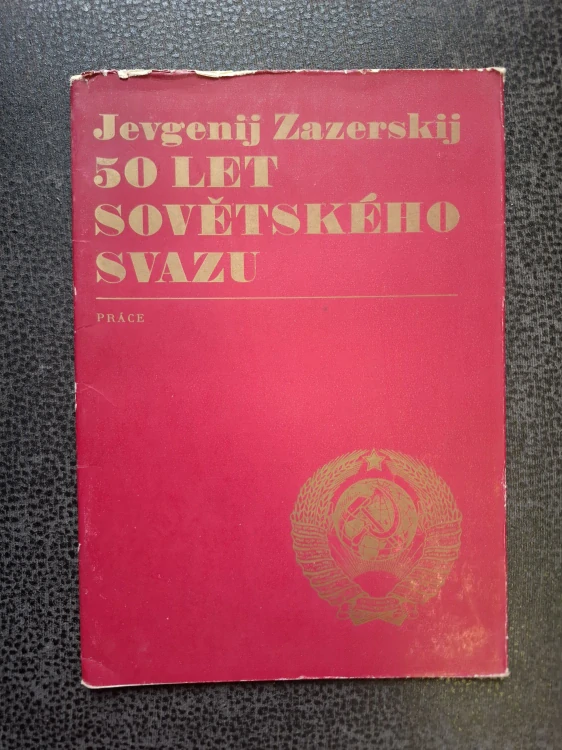 Jevgenij Zazerskij
50 LET
SOVĚTSKÉHO
SVAZU
PRÁCE